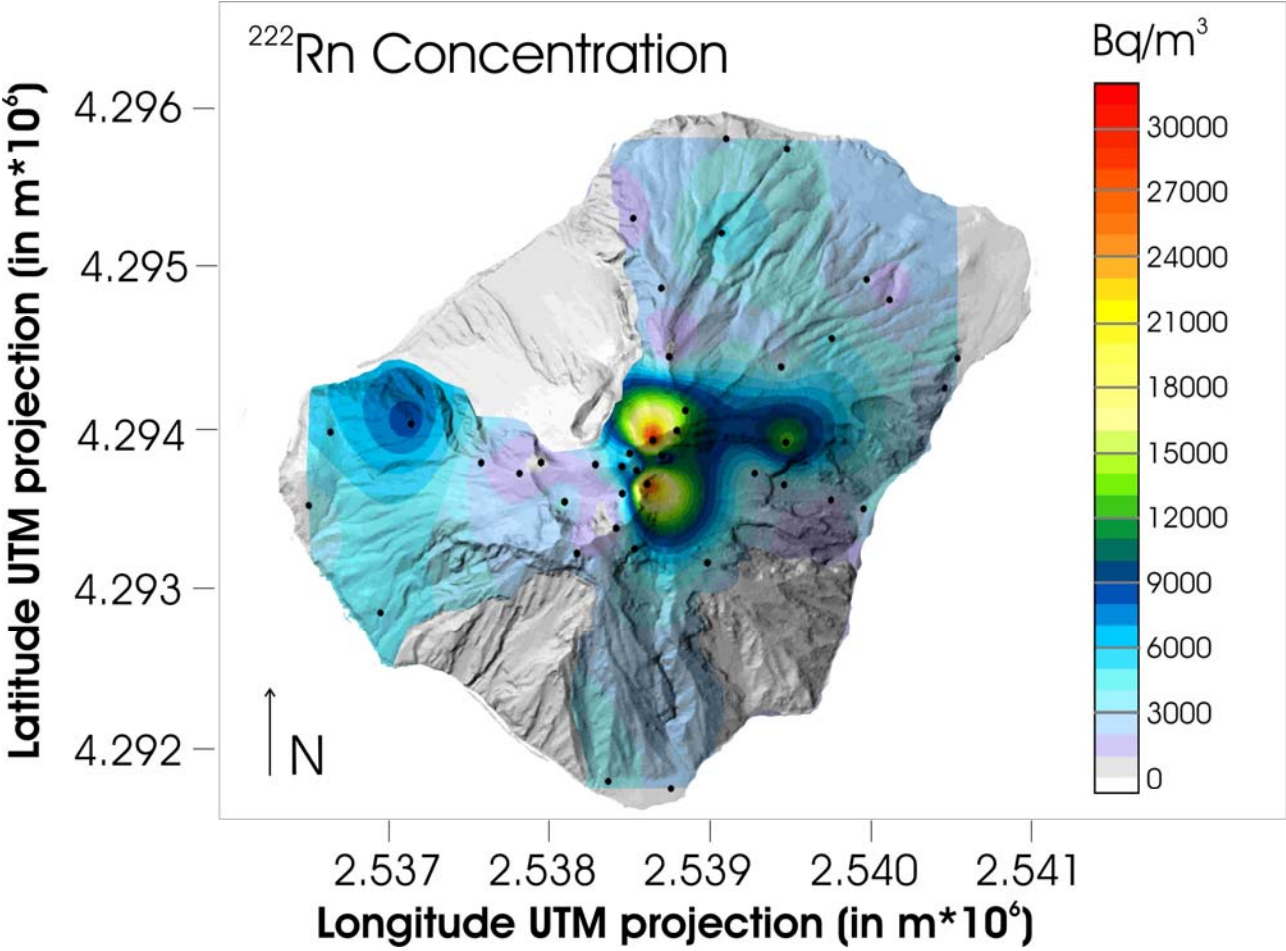 ²²²Rn Concentration
Bq/m³
30000
27000
24000
21000
18000
15000
12000
9000
6000
3000
0
Latitude UTM projection (in m*10⁶)
4.296
4.295
4.294
4.293
4.292
N
2.537 2.538 2.539 2.540 2.541
Longitude UTM projection (in m*10⁶)